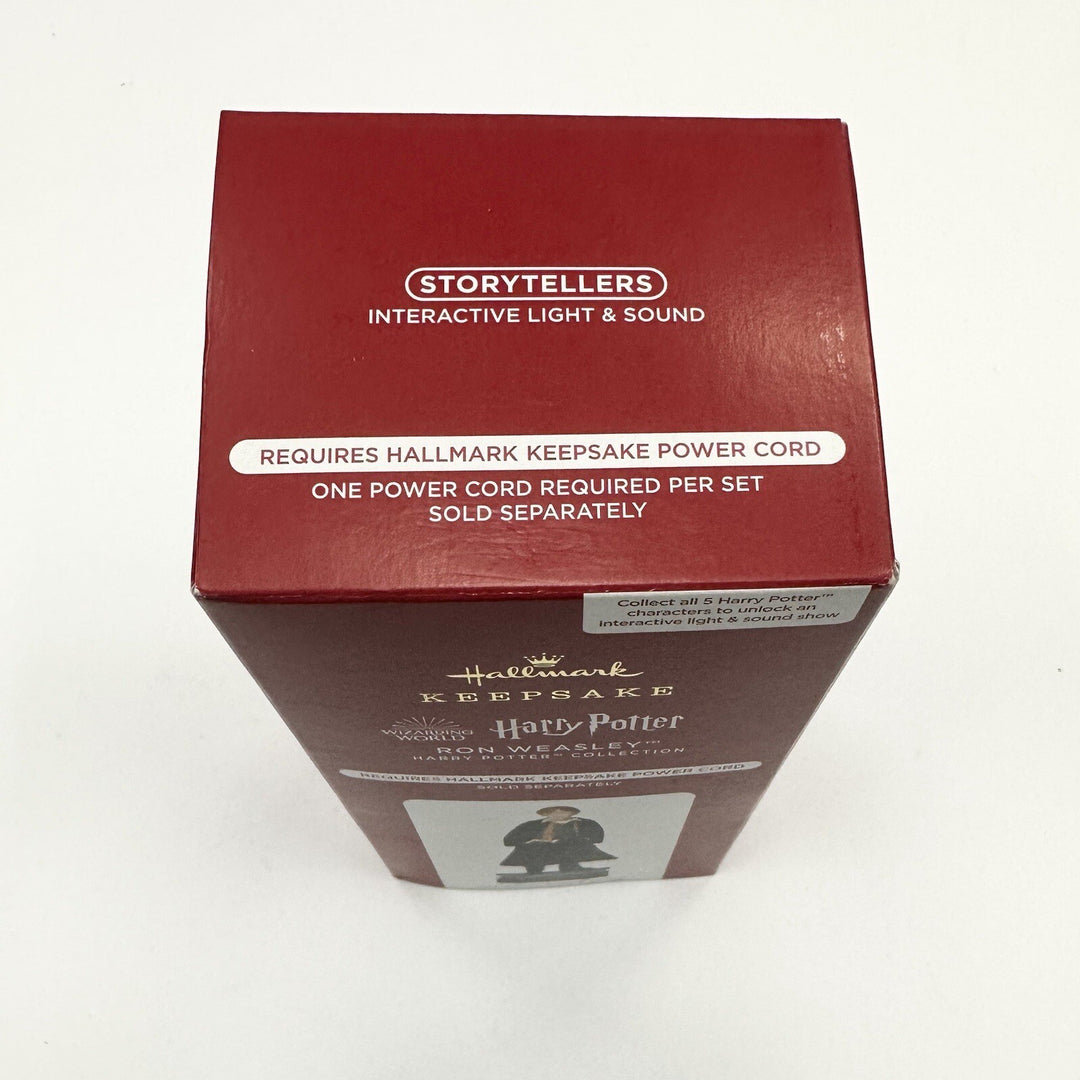 STORYTELLERS
INTERACTIVE LIGHT & SOUND
REQUIRES HALLMARK KEEPSAKE POWER CORD
ONE POWER CORD REQUIRED PER SET
SOLD SEPARATELY
Collect all 5 Harry Potter™
characters to unlock an
interactive light & sound show
Hallmark
KEEPSAKE
WIZARDING
WORLD
Harry Potter
RON WEASLEY™
HARRY POTTER™ COLLECTION
REQUIRES HALLMARK KEEPSAKE POWER CORD
SOLD SEPARATELY